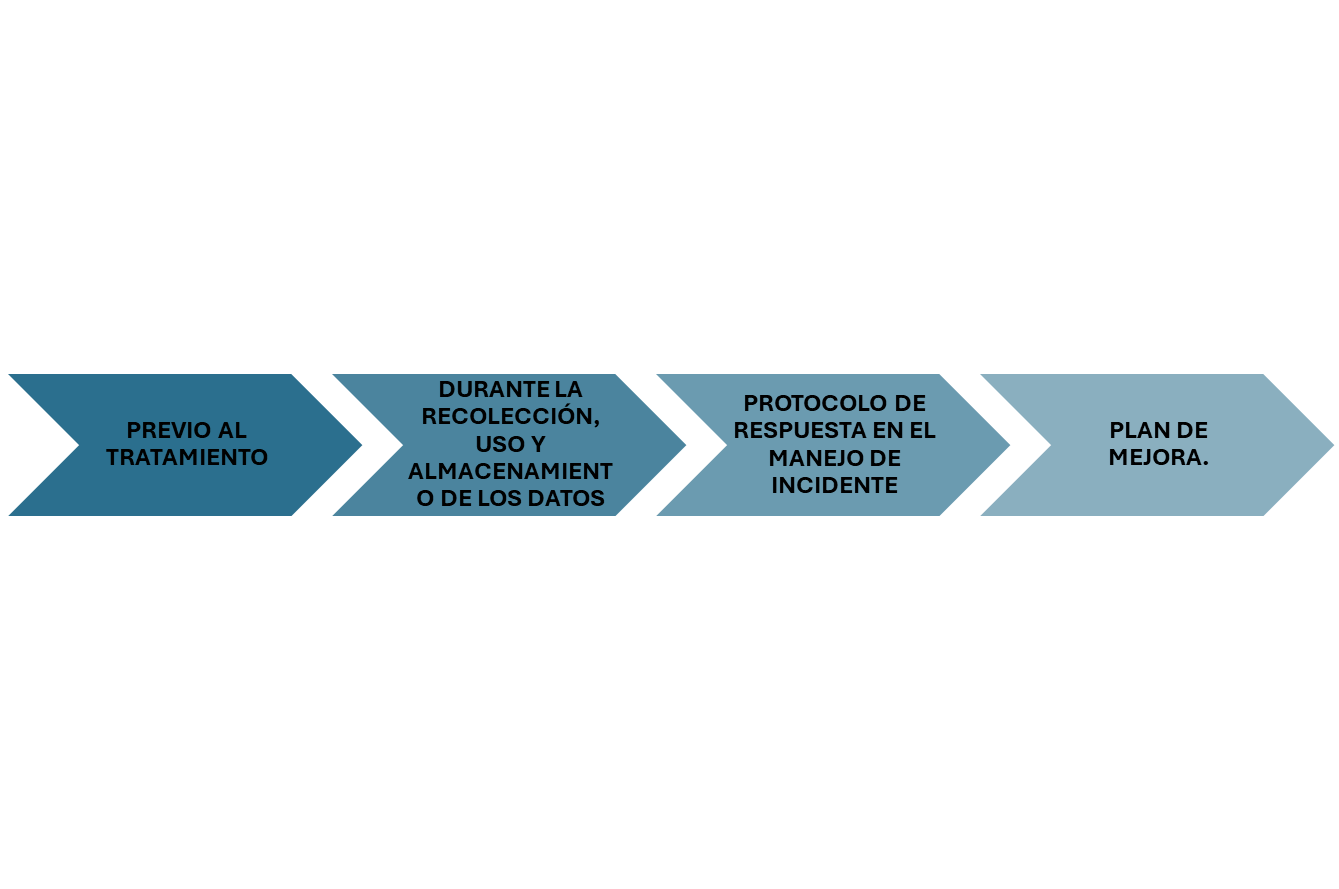 PREVIO AL
TRATAMIENTO
DURANTE LA
RECOLECCIÓN,
USO Y
ALMACENAMIENT
O DE LOS DATOS
PROTOCOLO DE
RESPUESTA EN EL
MANEJO DE
INCIDENTE
PLAN DE
MEJORA.